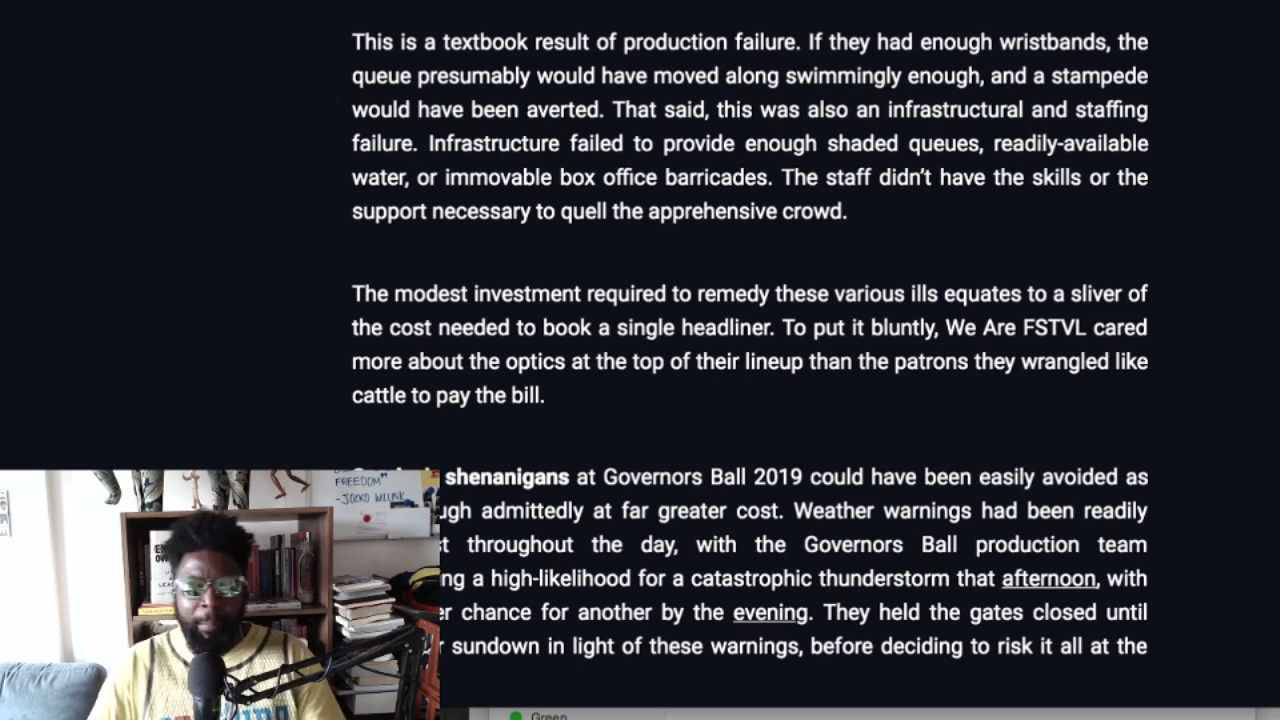 This is a textbook result of production failure. If they had enough wristbands, the
queue presumably would have moved along swimmingly enough, and a stampede
would have been averted. That said, this was also an infrastructural and staffing
failure. Infrastructure failed to provide enough shaded queues, readily-available
water, or immovable box office barricades. The staff didn’t have the skills or the
support necessary to quell the apprehensive crowd.
The modest investment required to remedy these various ills equates to a sliver of
the cost needed to book a single headliner. To put it bluntly, We Are FSTVL cared
more about the optics at the top of their lineup than the patrons they wrangled like
cattle to pay the bill.
shenanigans at Governors Ball 2019 could have been easily avoided as
admittedly at far greater cost. Weather warnings had been readily
throughout the day, with the Governors Ball production team
a high-likelihood for a catastrophic thunderstorm that afternoon, with
chance for another by the evening. They held the gates closed until
sundown in light of these warnings, before deciding to risk it all at the
FREEDOM"
-JOCKO WILLINK
Green